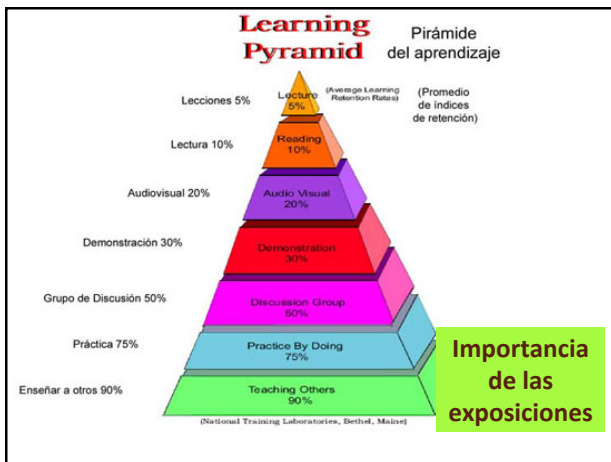 Learning
Pyramid
Pirámide
del aprendizaje
(Average Learning
Retention Rates)
(Promedio
de índices
de retención)
Lecciones 5%
Lecture
5%
Lectura 10%
Reading
10%
Audiovisual 20%
Audio Visual
20%
Demonstración 30%
Demonstration
30%
Grupo de Discusión 50%
Discussion Group
50%
Práctica 75%
Practice By Doing
75%
Enseñar a otros 90%
Teaching Others
90%
Importancia
de las
exposiciones
(National Training Laboratories, Bethel, Maine)